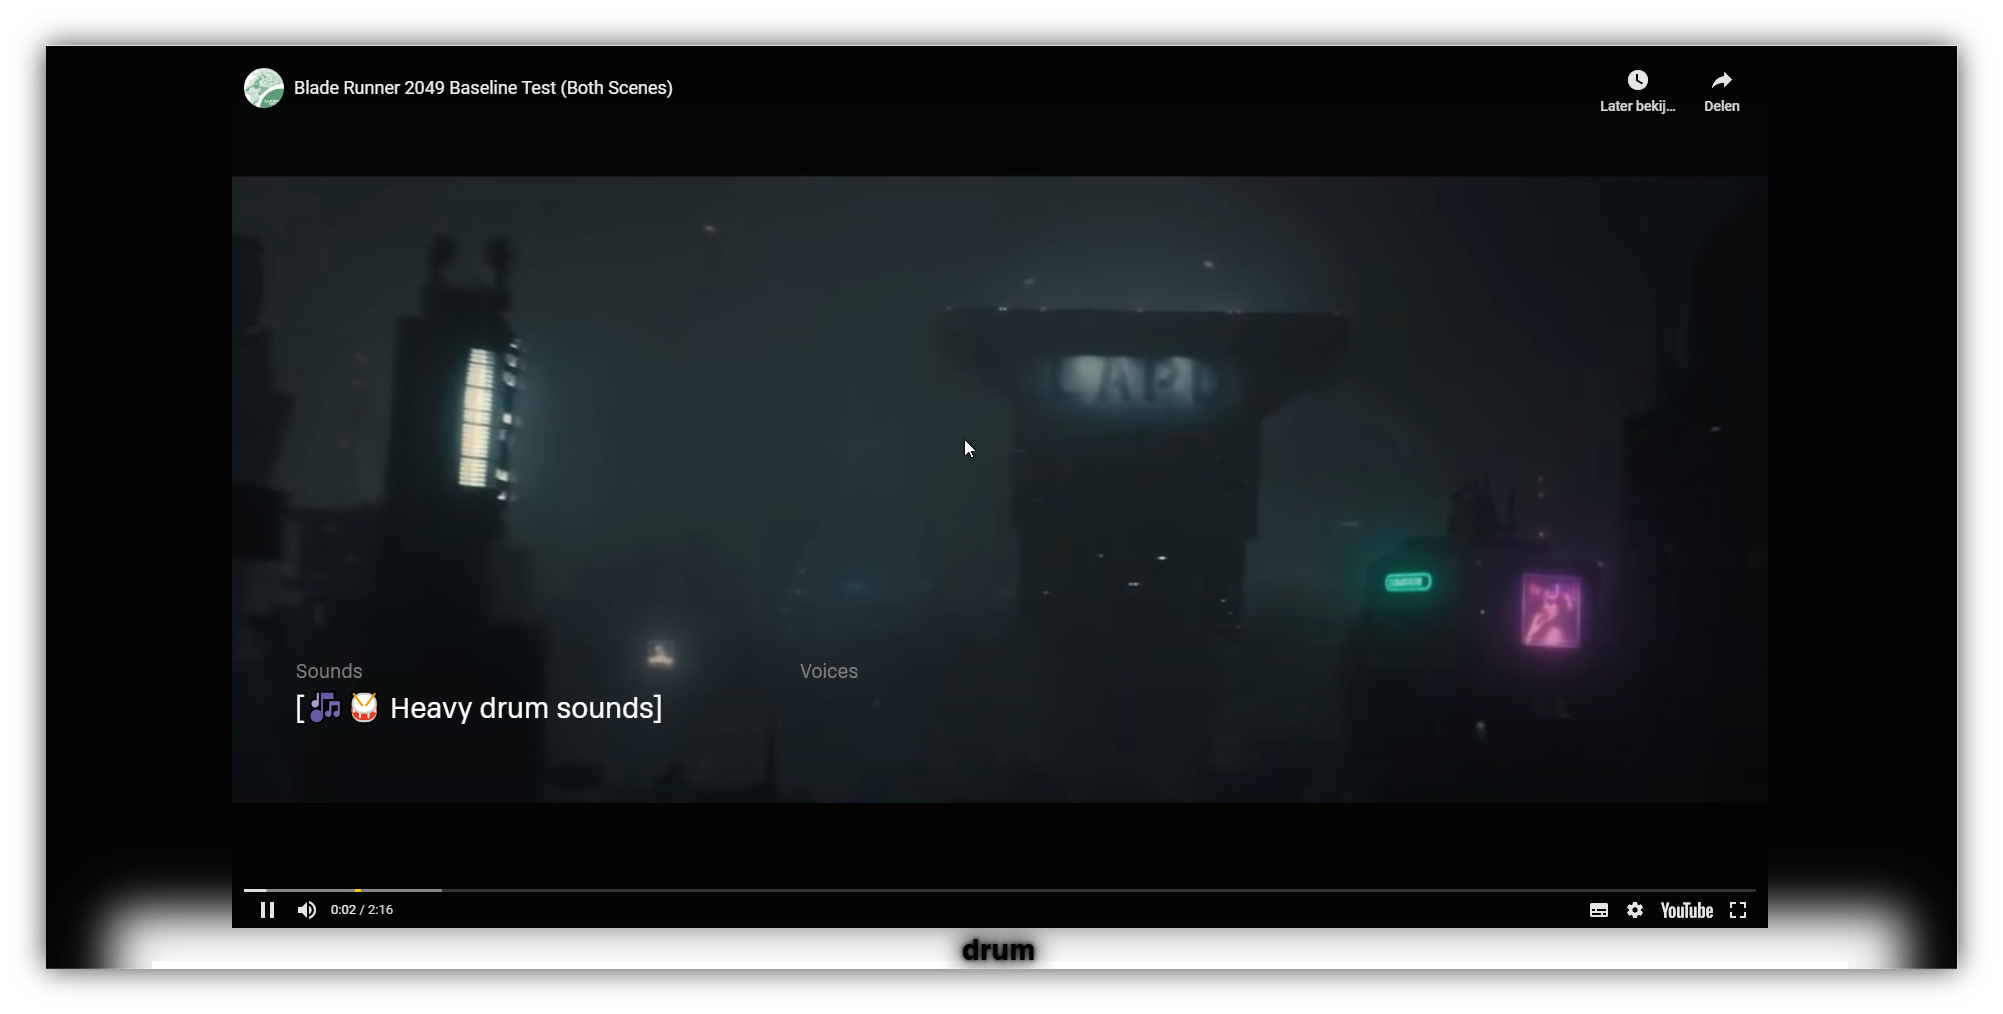 Blade Runner 2049 Baseline Test (Both Scenes)
Later bekij...
Delen
LAPD
Sounds
Voices
[🎶 🥁 Heavy drum sounds]
0:02 / 2:16
YouTube
drum